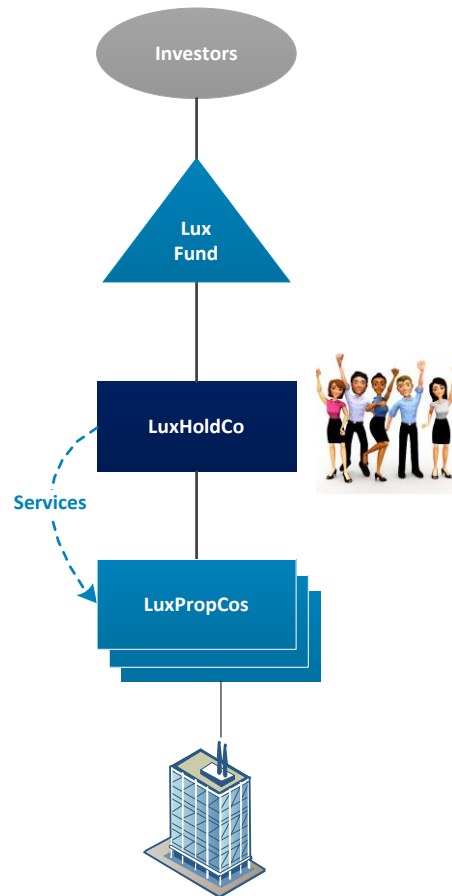 Investors
Lux
Fund
LuxHoldCo
Services
LuxPropCos